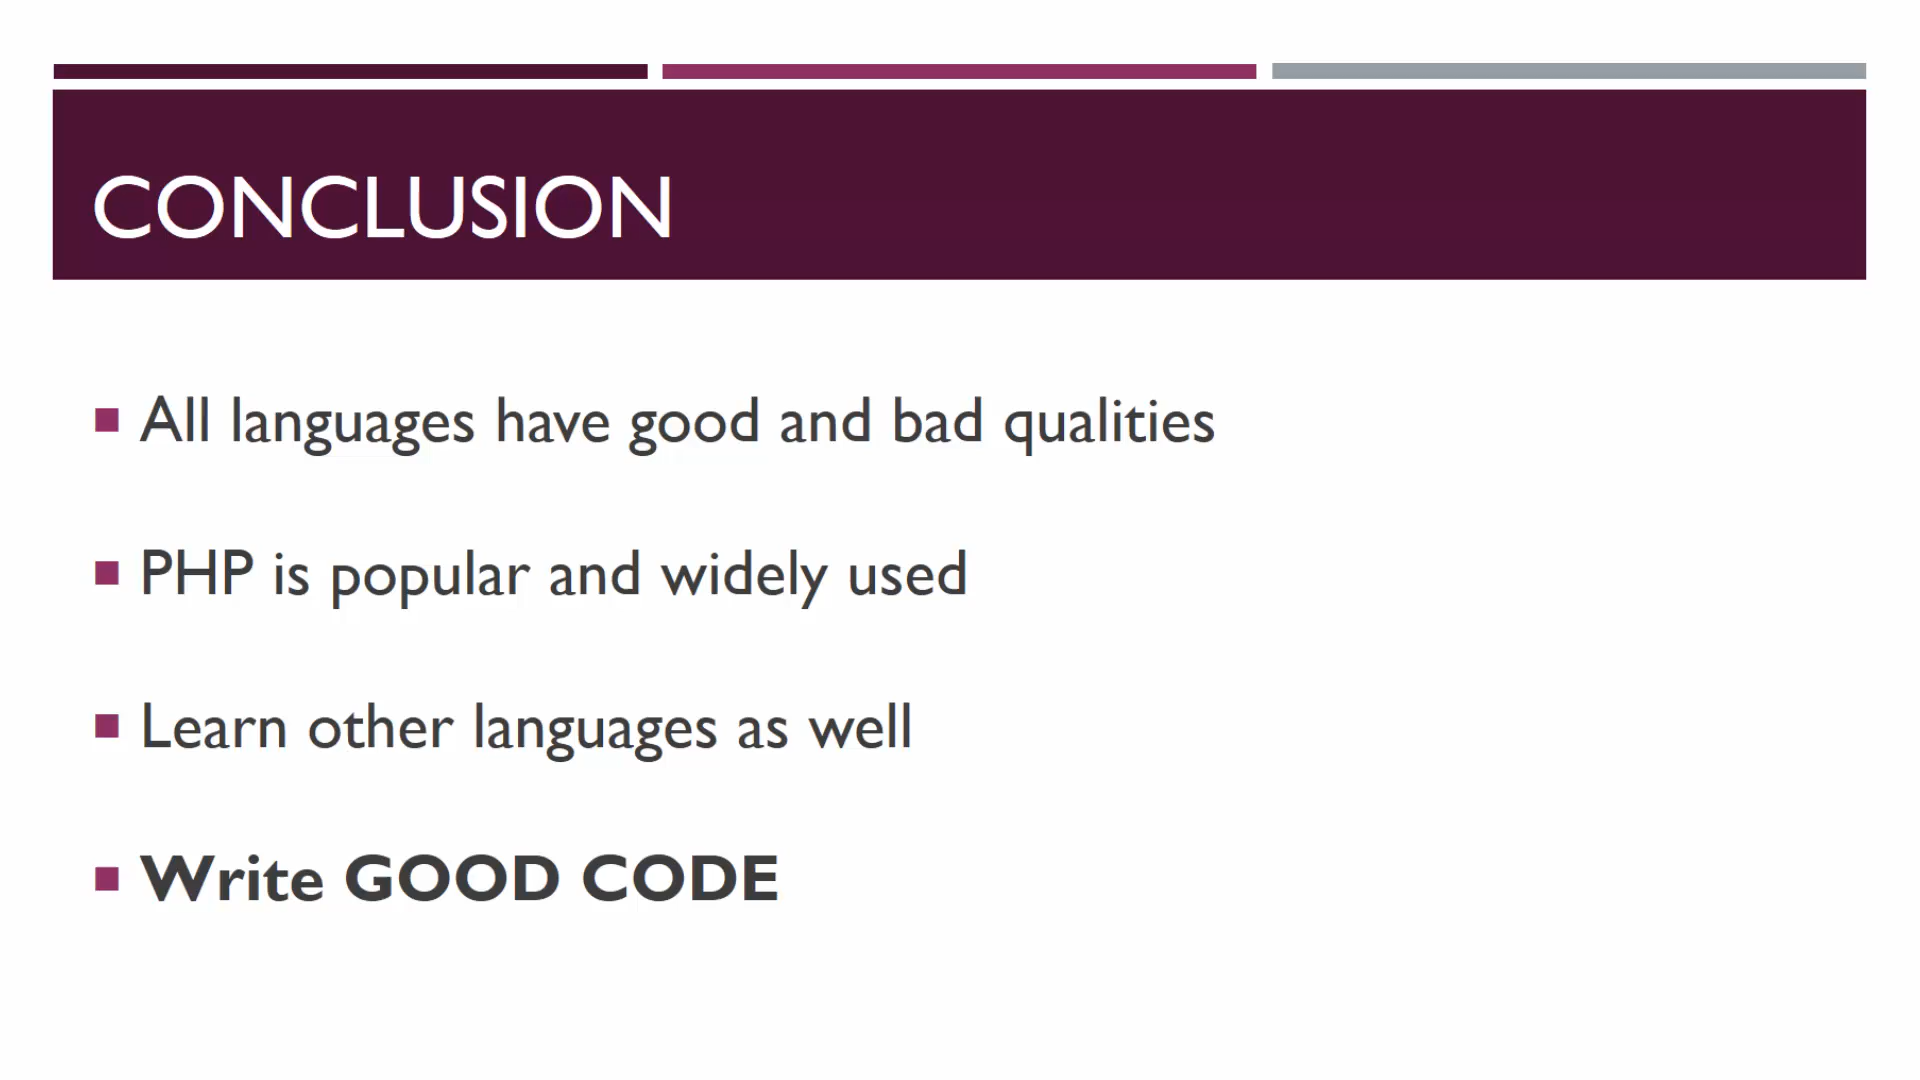 CONCLUSION
All languages have good and bad qualities
PHP is popular and widely used
Learn other languages as well
Write GOOD CODE